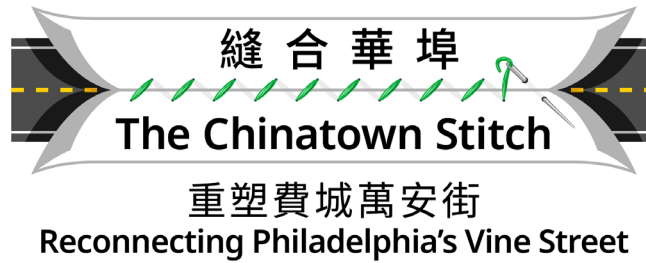 縫合華埠
The Chinatown Stitch
重塑費城萬安街
Reconnecting Philadelphia's Vine Street